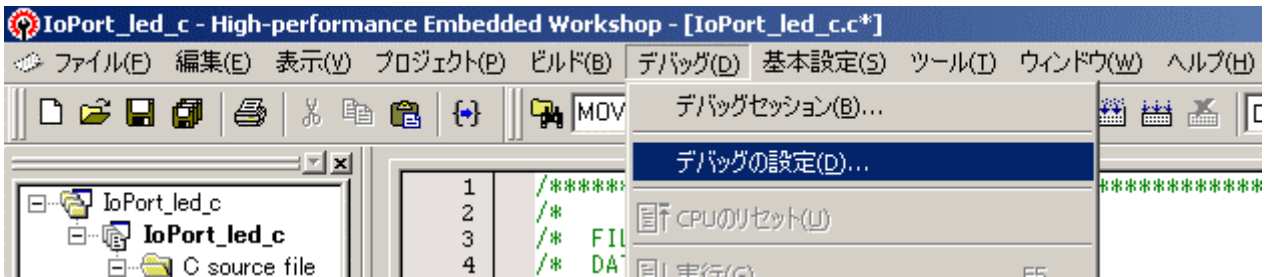 IoPort_led_c - High-performance Embedded Workshop - [IoPort_led_c.c*]
ファイル(F) 編集(E) 表示(V) プロジェクト(P) ビルド(B) デバッグ(D) 基本設定(S) ツール(T) ウィンドウ(W) ヘルプ(H)
MOV
デバッグセッション(B)...
デバッグの設定(D)...
CPUのリセット(U)
実行(G) F5
IoPort_led_c
IoPort_led_c
C source file
1 /******
2 /*
3 /* FIL
4 /* DA